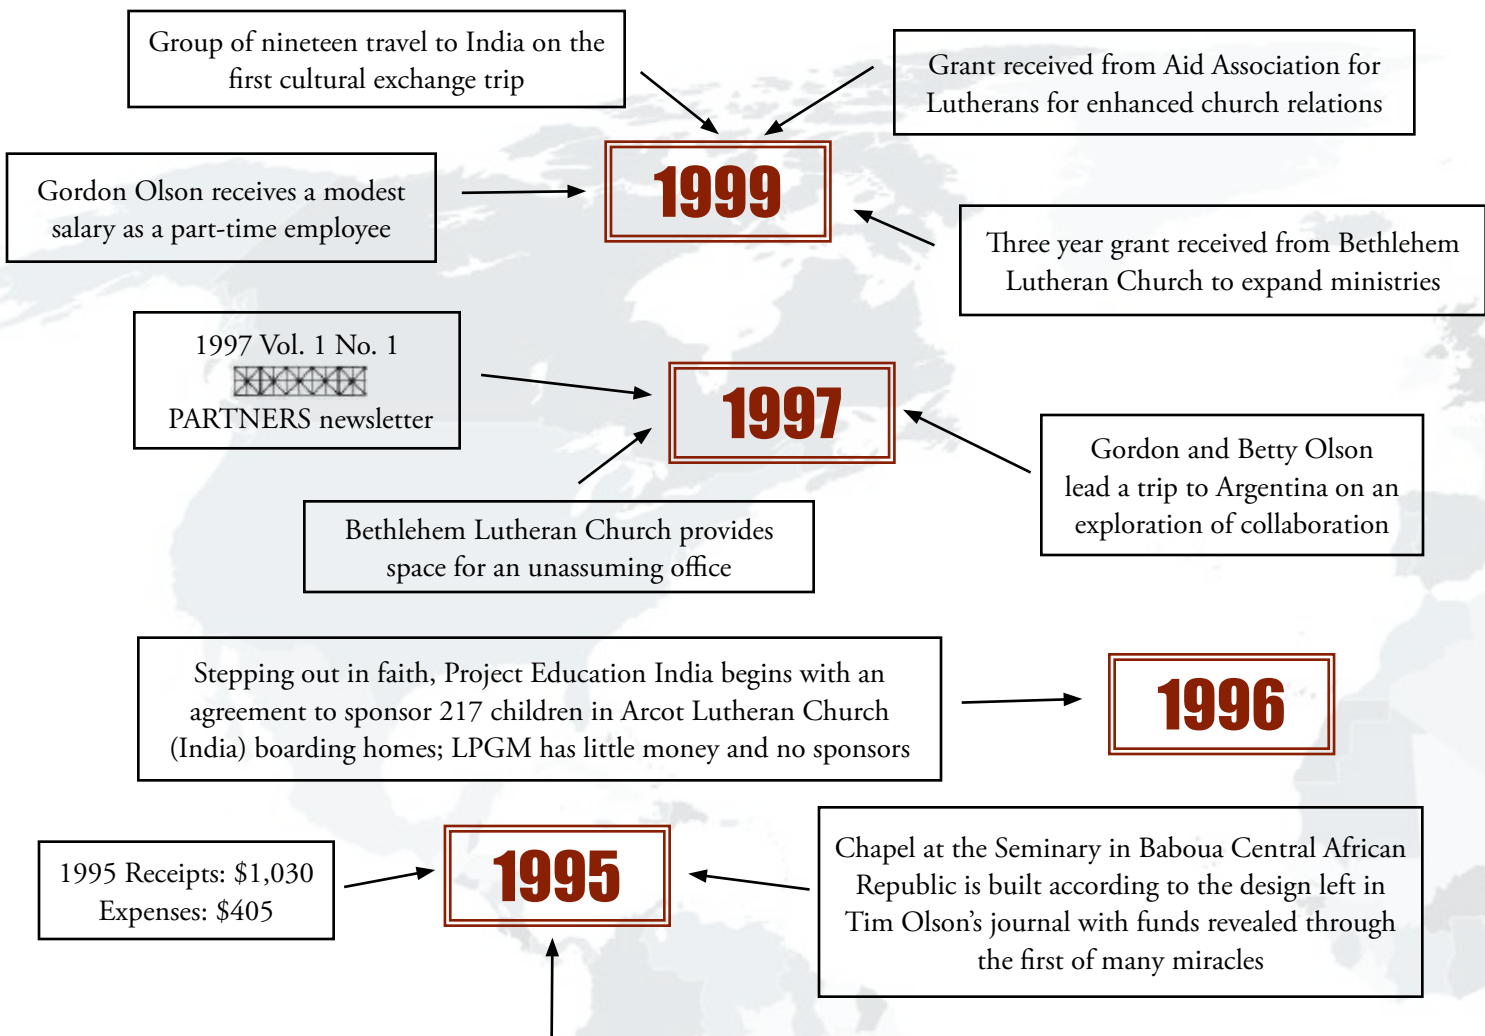 Group of nineteen travel to India on the
first cultural exchange trip
Grant received from Aid Association for
Lutherans for enhanced church relations
Gordon Olson receives a modest
salary as a part-time employee
1999
Three year grant received from Bethlehem
Lutheran Church to expand ministries
1997 Vol. 1 No. 1
PARTNERS newsletter
1997
Gordon and Betty Olson
lead a trip to Argentina on an
exploration of collaboration
Bethlehem Lutheran Church provides
space for an unassuming office
Stepping out in faith, Project Education India begins with an
agreement to sponsor 217 children in Arcot Lutheran Church
(India) boarding homes; LPGM has little money and no sponsors
1996
1995 Receipts: $1,030
Expenses: $405
1995
Chapel at the Seminary in Baboua Central African
Republic is built according to the design left in
Tim Olson’s journal with funds revealed through
the first of many miracles